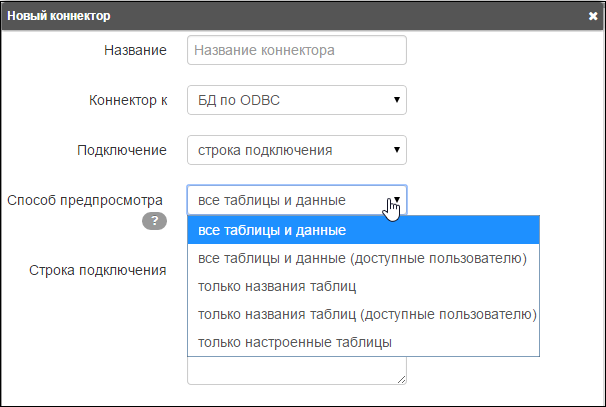 Новый коннектор ×
Название Название коннектора
Коннектор к БД по ODBC
Подключение строка подключения
Способ предпросмотра все таблицы и данные
?
все таблицы и данные
Строка подключения все таблицы и данные (доступные пользователю)
только названия таблиц
только названия таблиц (доступные пользователю)
только настроенные таблицы